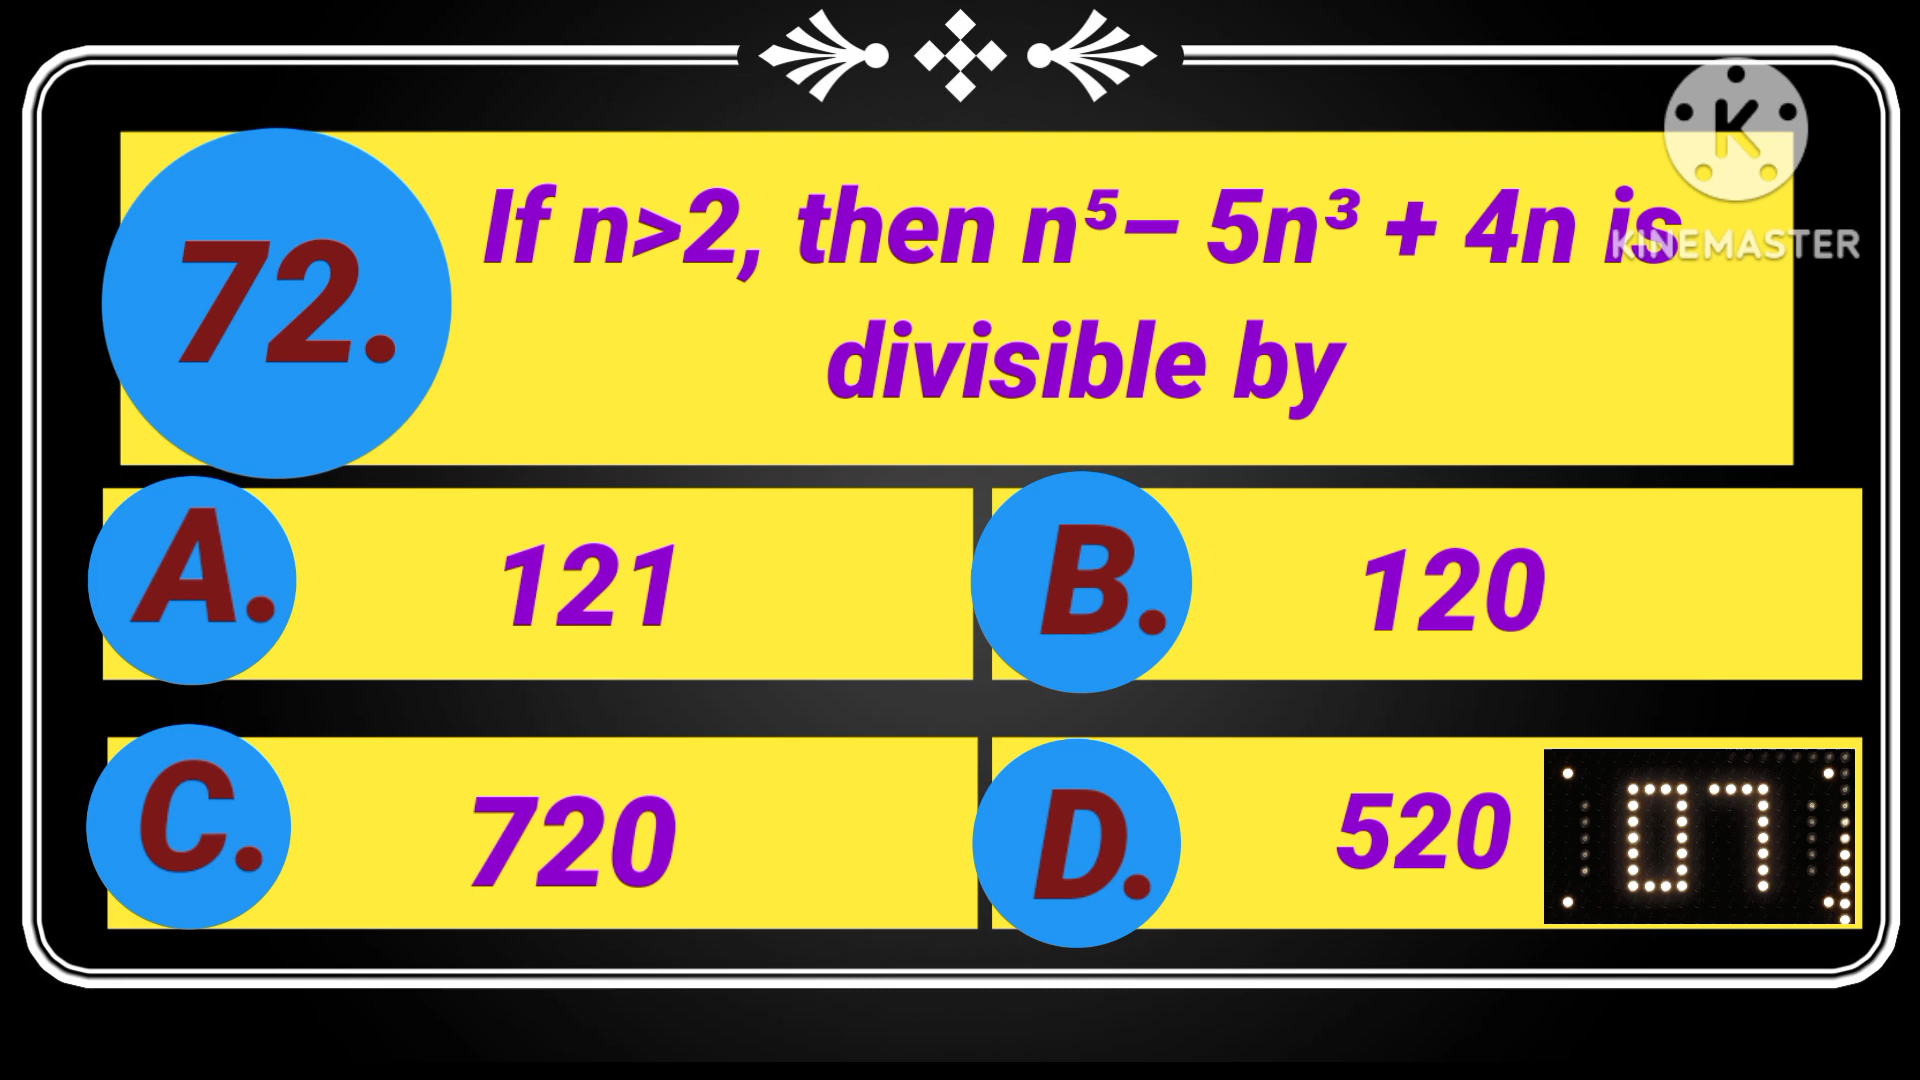 72.
If n>2, then n⁵– 5n³ + 4n is
divisible by
K
KINEMASTER
A. 121
B. 120
C. 720
D. 520
07